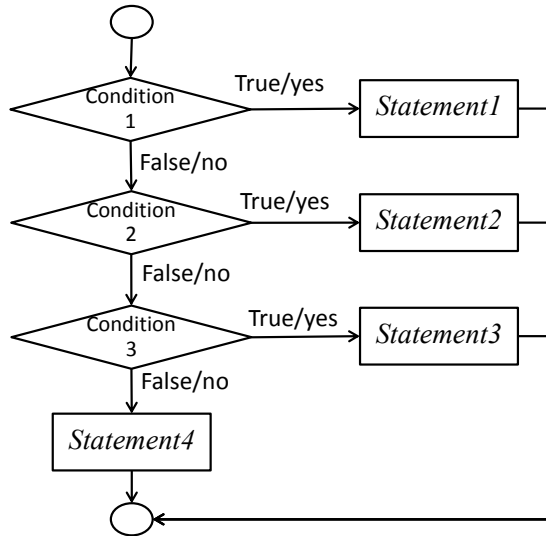 True/yes
Condition
1
Statement1
False/no
True/yes
Condition
2
Statement2
False/no
True/yes
Condition
3
Statement3
False/no
Statement4